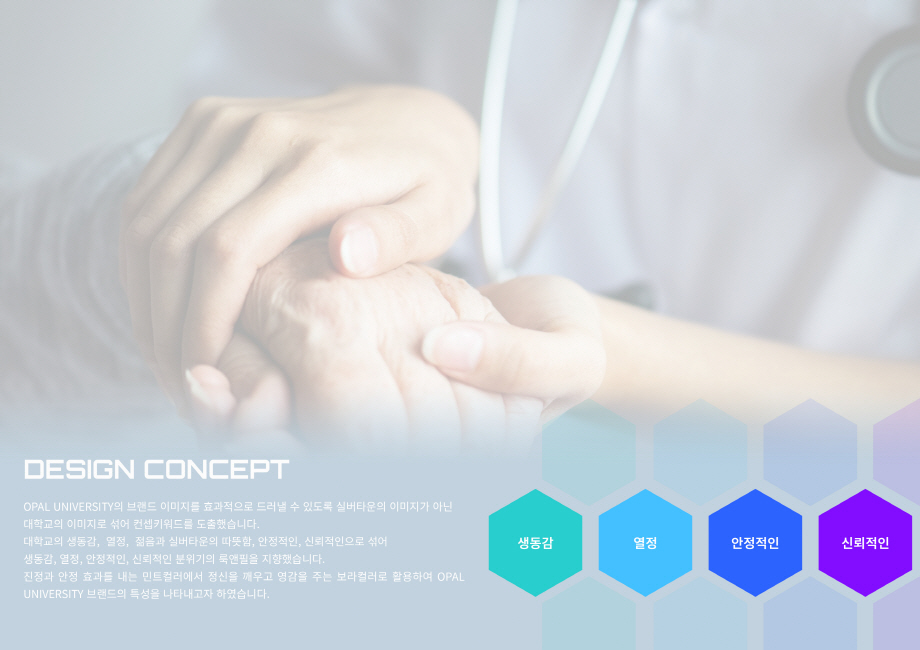 DESIGN CONCEPT
OPAL UNIVERSITY의 브랜드 이미지를 효과적으로 드러낼 수 있도록 실버타운의 이미지가 아닌
대학교의 이미지로 섞어 컨셉키워드를 도출했습니다.
대학교의 생동감, 열정, 젊음과 실버타운의 따뜻함, 안정적인, 신뢰적인으로 섞어
생동감, 열정, 안정적인, 신뢰적인 분위기의 룩앤필을 지향했습니다.
진정과 안정 효과를 내는 민트컬러에서 정신을 깨우고 영감을 주는 보라컬러로 활용하여 OPAL
UNIVERSITY 브랜드의 특성을 나타내고자 하였습니다.
생동감
열정
안정적인
신뢰적인